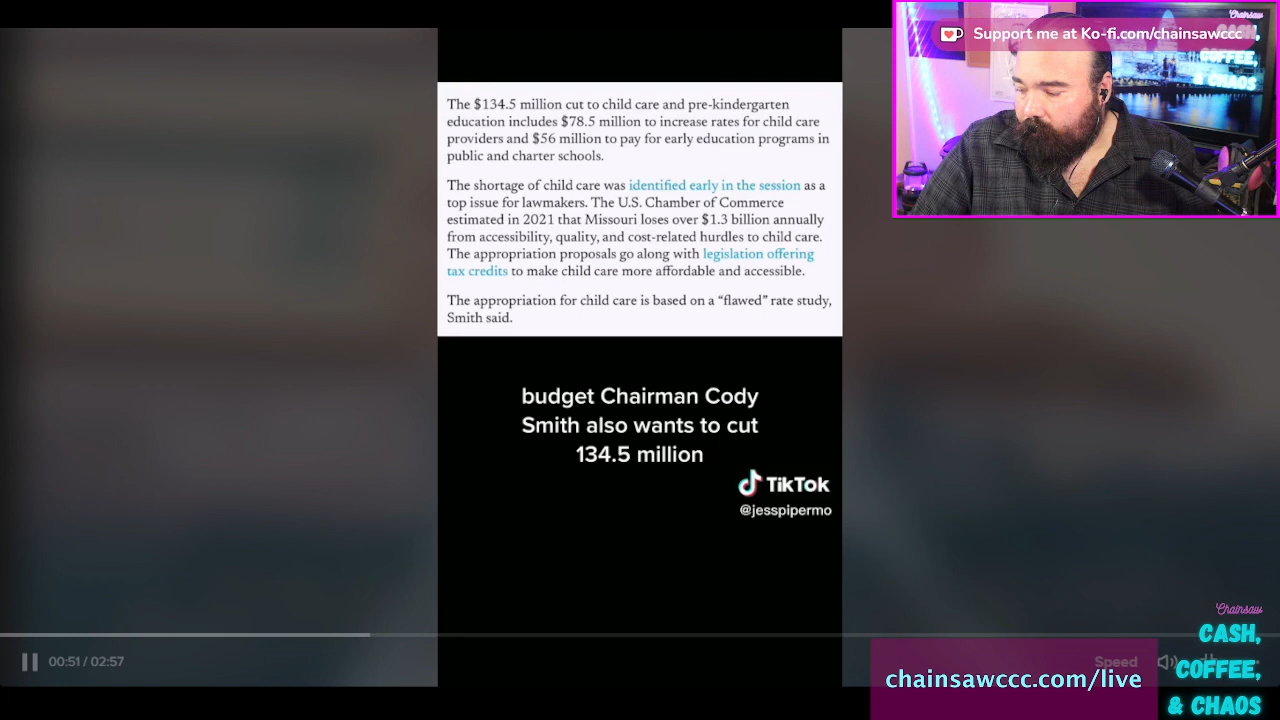 The $134.5 million cut to child care and pre-kindergarten
education includes $78.5 million to increase rates for child care
providers and $56 million to pay for early education programs in
public and charter schools.
The shortage of child care was identified early in the session as a
top issue for lawmakers. The U.S. Chamber of Commerce
estimated in 2021 that Missouri loses over $1.3 billion annually
from accessibility, quality, and cost-related hurdles to child care.
The appropriation proposals go along with legislation offering
tax credits to make child care more affordable and accessible.
The appropriation for child care is based on a “flawed” rate study,
Smith said.
budget Chairman Cody
Smith also wants to cut
134.5 million
TikTok
@jesspipermo
Chainsaw
CASH,
COFFEE,
& CHAOS
Support me at Ko-fi.com/chainsawccc
00:51 / 02:57
Speed
chainsawccc.com/live
Chainsaw
CASH,
COFFEE,
& CHAOS